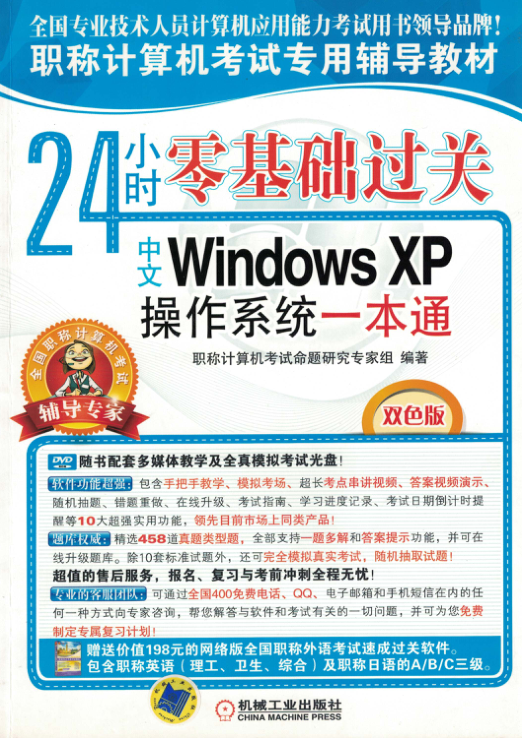 全国专业技术人员计算机应用能力考试用书领导品牌!
职称计算机考试专用辅导教材
24小时零基础过关
中文Windows XP
操作系统一本通
职称计算机考试命题研究专家组 编著
全国职称计算机考试
辅导专家
双色版
DVD 随书配套多媒体教学及全真模拟考试光盘!
软件功能超强:包含手把手教学、模拟考场、超长考点串讲视频、答案视频演示、
随机抽题、错题重做、在线升级、考试指南、学习进度记录、考试日期倒计时提
醒等10大超强实用功能,领先目前市场上同类产品!
题库权威:精选458道真题类型题,全部支持一题多解和答案提示功能,并可在
线升级题库。除10套标准试题外,还可完全模拟真实考试,随机抽取试题!
超值的售后服务,报名、复习与考前冲刺全程无忧!
专业的客服团队:可通过全国400免费电话、QQ、电子邮箱和手机短信在内的任
何一种方式向专家咨询,帮您解答与软件和考试有关的一切问题,并可为您免费
制定专属复习计划!
赠送价值198元的网络版全国职称外语考试速成过关软件。
包含职称英语(理工、卫生、综合)及职称日语的A/B/C三级。
机械工业出版社
CHINA MACHINE PRESS